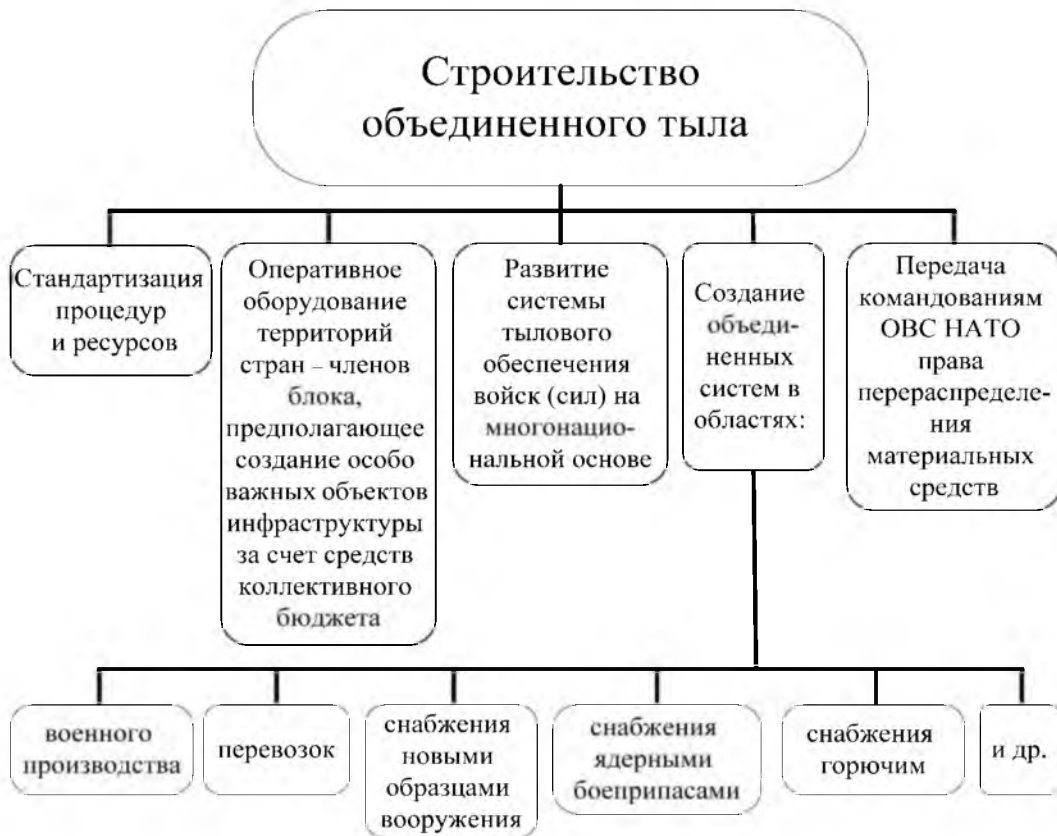 Строительство
объединенного тыла
Стандартизация
процедур
и ресурсов
Оперативное
оборудование
территорий
стран – членов
блока,
предполагающее
создание особо
важных объектов
инфраструктуры
за счет средств
коллективного
бюджета
Развитие
системы
тылового
обеспечения
войск (сил) на
многонацио-
нальной основе
Создание
объеди-
ненных
систем в
областях:
Передача
командованиям
ОВС НАТО
права
перераспределе-
ния
материальных
средств
военного
производства
перевозок
снабжения
новыми
образцами
вооружения
снабжения
ядерными
боеприпасами
снабжения
горючим
и др.